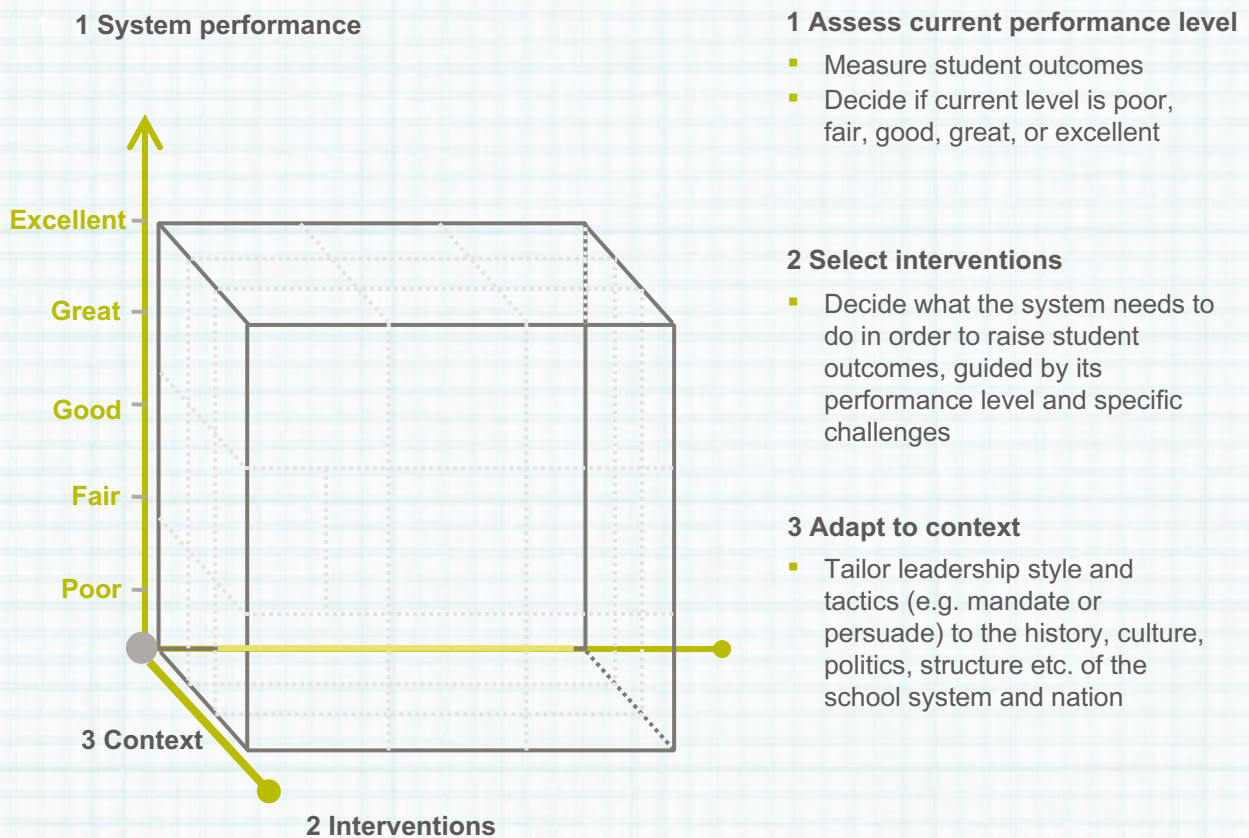 1 System performance
Excellent
Great
Good
Fair
Poor
3 Context
2 Interventions
1 Assess current performance level
▪ Measure student outcomes
▪ Decide if current level is poor,
fair, good, great, or excellent
2 Select interventions
▪ Decide what the system needs to
do in order to raise student
outcomes, guided by its
performance level and specific
challenges
3 Adapt to context
▪ Tailor leadership style and
tactics (e.g. mandate or
persuade) to the history, culture,
politics, structure etc. of the
school system and nation